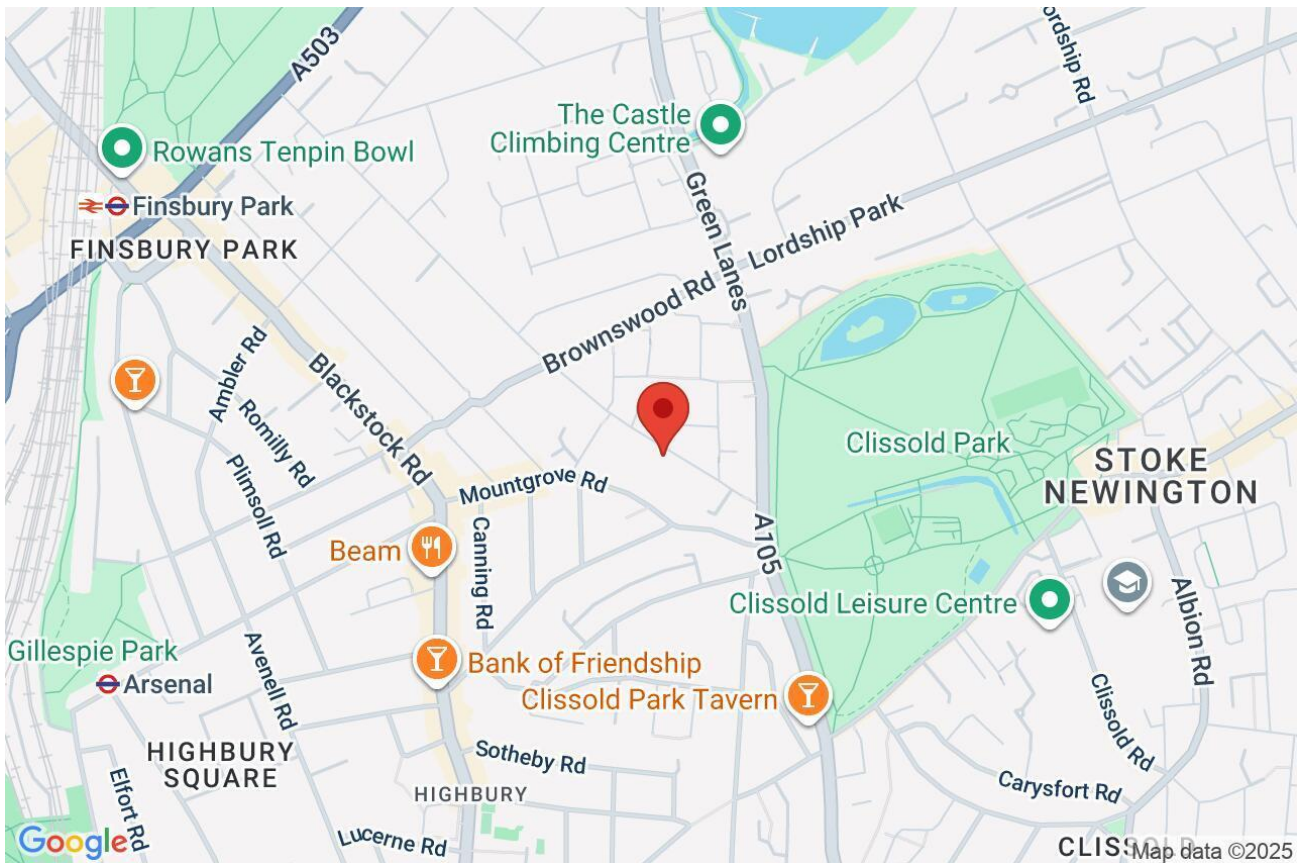 A503
ordship Rd
The Castle
Climbing Centre
Rowans Tenpin Bowl
Finsbury Park
FINSBURY PARK
Green Lanes
Lordship Park
Brownswood Rd
Ambler Rd
Blackstock Rd
Romilly Rd
Plimsoll Rd
Clissold Park
STOKE
NEWINGTON
Mountgrove Rd
Canning Rd
A105
Beam
Clissold Leisure Centre
Albion Rd
Gillespie Park
Arsenal
Avenell Rd
Bank of Friendship
Clissold Park Tavern
Clissold Rd
HIGHBURY
SQUARE
Sotheby Rd
Elfort Rd
HIGHBURY
Carysfort Rd
Lucerne Rd
Google
CLISSOLD
Map data ©2025